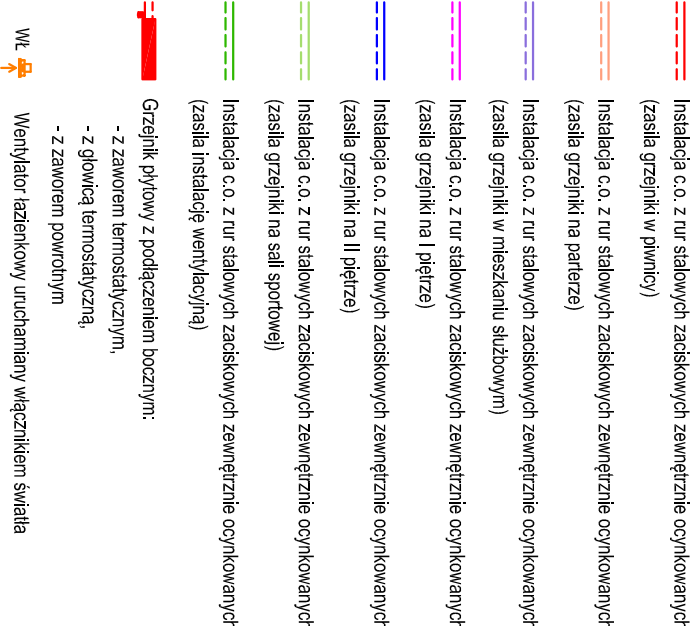 Instalacja c.o. z rur stalowych zaciskowych zewnętrznie ocynkowanych
(zasila grzejniki w piwnicy)
Instalacja c.o. z rur stalowych zaciskowych zewnętrznie ocynkowanych
(zasila grzejniki na parterze)
Instalacja c.o. z rur stalowych zaciskowych zewnętrznie ocynkowanych
(zasila grzejniki w mieszkaniu służbowym)
Instalacja c.o. z rur stalowych zaciskowych zewnętrznie ocynkowanych
(zasila grzejniki na I piętrze)
Instalacja c.o. z rur stalowych zaciskowych zewnętrznie ocynkowanych
(zasila grzejniki na II piętrze)
Instalacja c.o. z rur stalowych zaciskowych zewnętrznie ocynkowanych
(zasila grzejniki na sali sportowej)
Instalacja c.o. z rur stalowych zaciskowych zewnętrznie ocynkowanych
(zasila instalację wentylacyjną)
Grzejnik płytowy z podłączeniem bocznym:
- z zaworem termostatycznym,
- z głowicą termostatyczną,
- z zaworem powrotnym
WŁ Wentylator łazienkowy uruchamiany włącznikiem światła